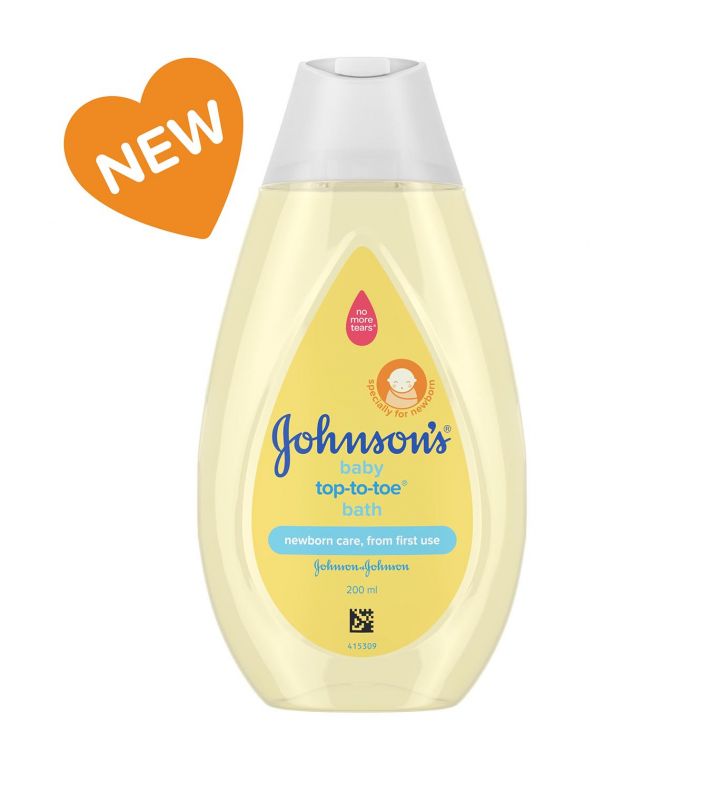 NEW
no
more
tears®
specially for newborn
Johnson's®
baby
top-to-toe®
bath
newborn care, from first use
Johnson & Johnson
200 ml
415309